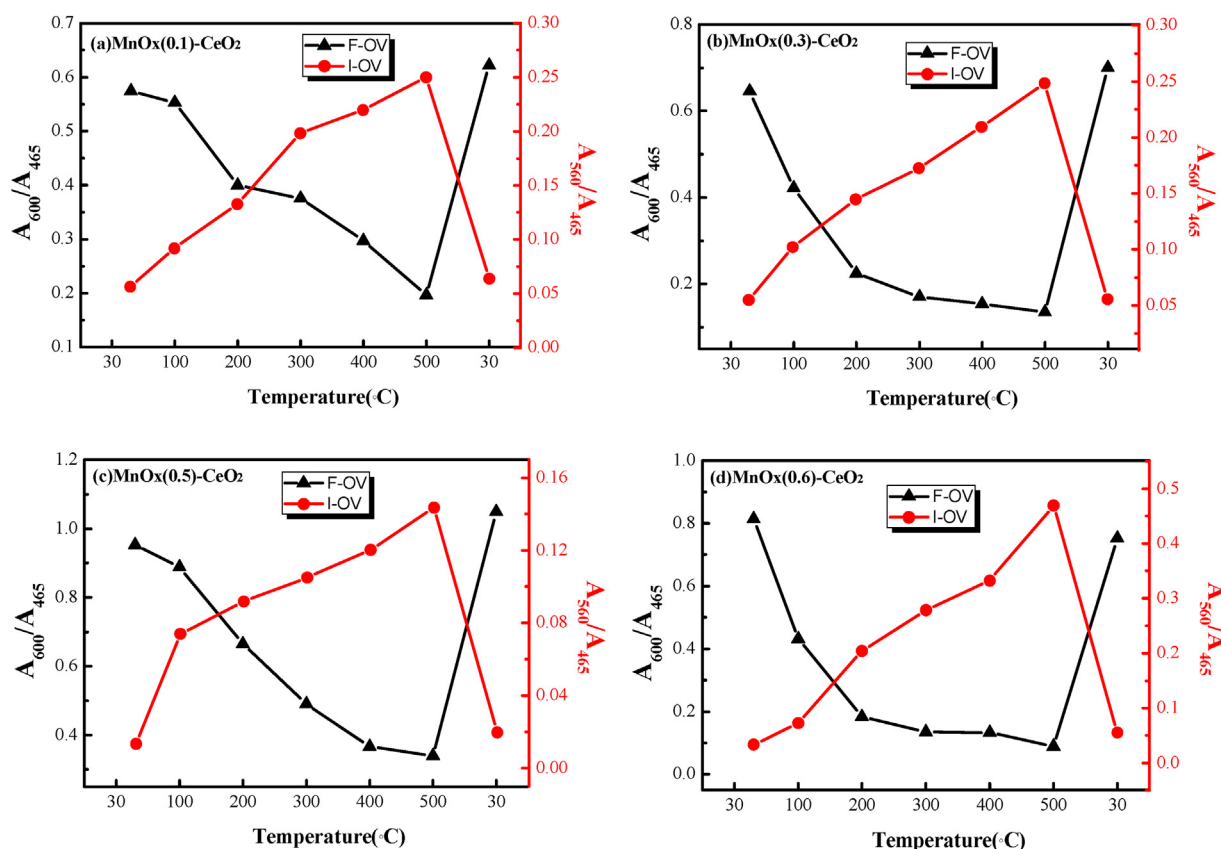 (a)MnOx(0.1)-CeO₂
F-OV
I-OV
0.7
0.6
0.5
0.4
0.3
0.2
0.1
A₆₀₀/A₄₆₅
0.30
0.25
0.20
0.15
0.10
0.05
0.00
A₅₆₀/A₄₆₅
30 100 200 300 400 500 30
Temperature(◦C)
(b)MnOx(0.3)-CeO₂
F-OV
I-OV
0.8
0.6
0.4
0.2
A₆₀₀/A₄₆₅
0.30
0.25
0.20
0.15
0.10
0.05
A₅₆₀/A₄₆₅
30 100 200 300 400 500 30
Temperature(◦C)
(c)MnOx(0.5)-CeO₂
F-OV
I-OV
1.2
1.0
0.8
0.6
0.4
A₆₀₀/A₄₆₅
0.16
0.12
0.08
0.04
0.00
A₅₆₀/A₄₆₅
30 100 200 300 400 500 30
Temperature(◦C)
(d)MnOx(0.6)-CeO₂
F-OV
I-OV
1.0
0.8
0.6
0.4
0.2
0.0
A₆₀₀/A₄₆₅
0.5
0.4
0.3
0.2
0.1
0.0
A₅₆₀/A₄₆₅
30 100 200 300 400 500 30
Temperature(◦C)